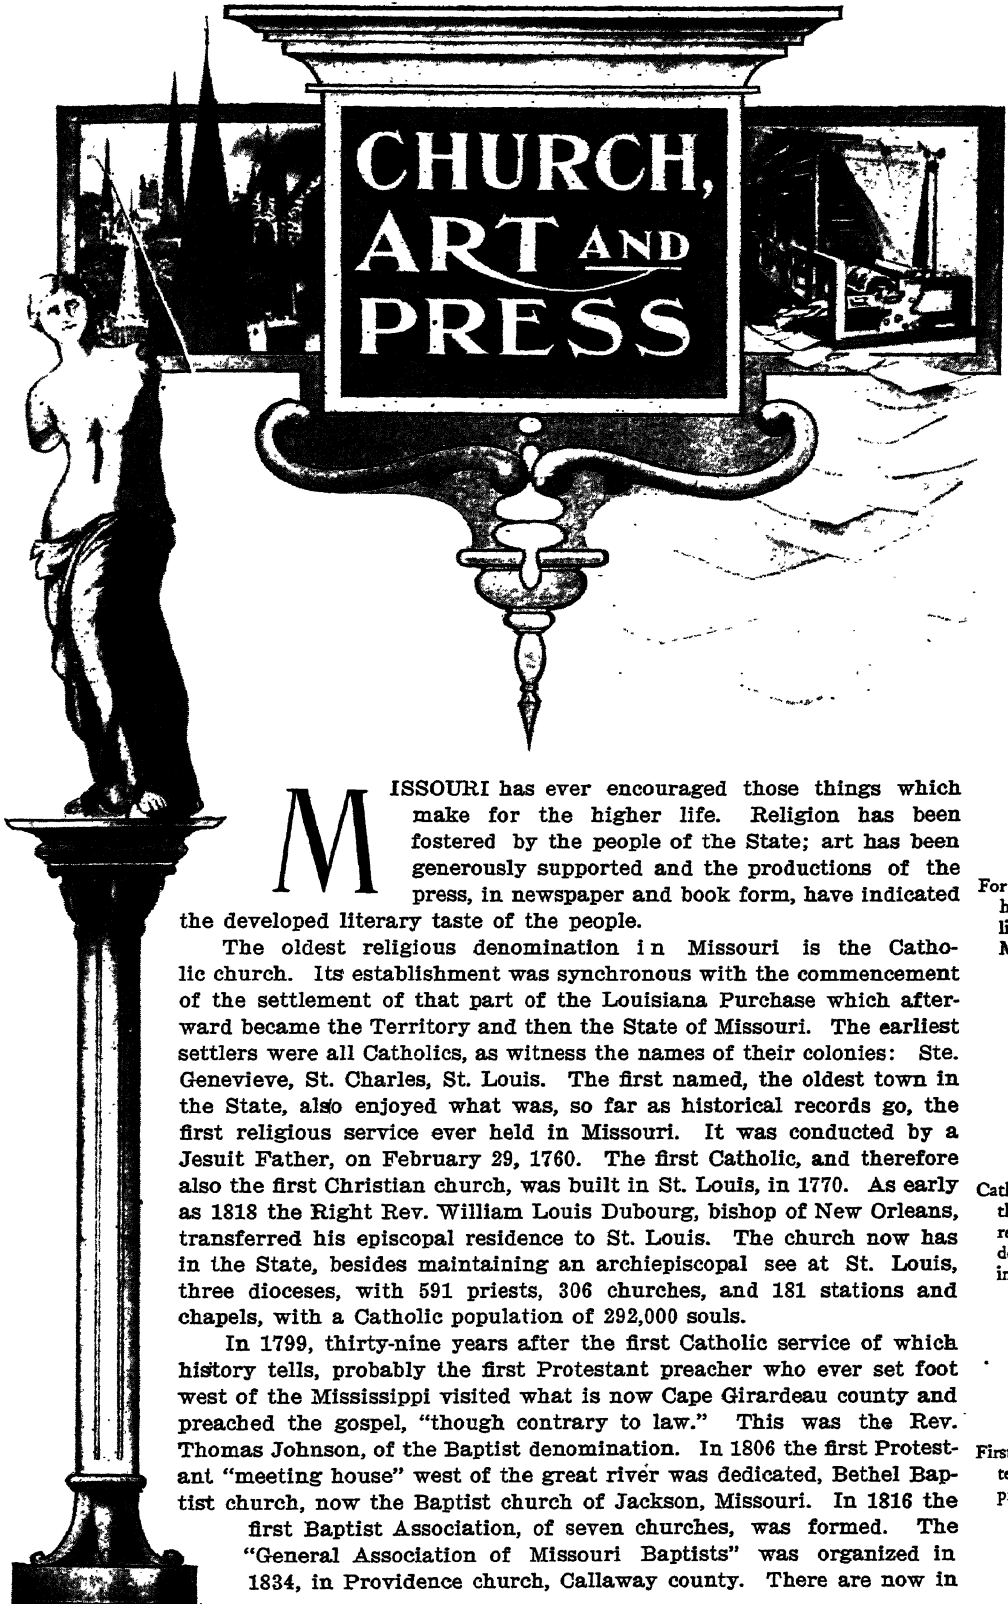 CHURCH,
ART AND
PRESS
MISSOURI has ever encouraged those things which
make for the higher life. Religion has been
fostered by the people of the State; art has been
generously supported and the productions of the
press, in newspaper and book form, have indicated
the developed literary taste of the people.
The oldest religious denomination in Missouri is the Catho-
lic church. Its establishment was synchronous with the commencement
of the settlement of that part of the Louisiana Purchase which after-
ward became the Territory and then the State of Missouri. The earliest
settlers were all Catholics, as witness the names of their colonies: Ste.
Genevieve, St. Charles, St. Louis. The first named, the oldest town in
the State, also enjoyed what was, so far as historical records go, the
first religious service ever held in Missouri. It was conducted by a
Jesuit Father, on February 29, 1760. The first Catholic, and therefore
also the first Christian church, was built in St. Louis, in 1770. As early
as 1818 the Right Rev. William Louis Dubourg, bishop of New Orleans,
transferred his episcopal residence to St. Louis. The church now has
in the State, besides maintaining an archiepiscopal see at St. Louis,
three dioceses, with 591 priests, 306 churches, and 181 stations and
chapels, with a Catholic population of 292,000 souls.
In 1799, thirty-nine years after the first Catholic service of which
history tells, probably the first Protestant preacher who ever set foot
west of the Mississippi visited what is now Cape Girardeau county and
preached the gospel, "though contrary to law." This was the Rev.
Thomas Johnson, of the Baptist denomination. In 1806 the first Protest-
ant "meeting house" west of the great river was dedicated, Bethel Bap-
tist church, now the Baptist church of Jackson, Missouri. In 1816 the
first Baptist Association, of seven churches, was formed. The
"General Association of Missouri Baptists" was organized in
1834, in Providence church, Callaway county. There are now in
For